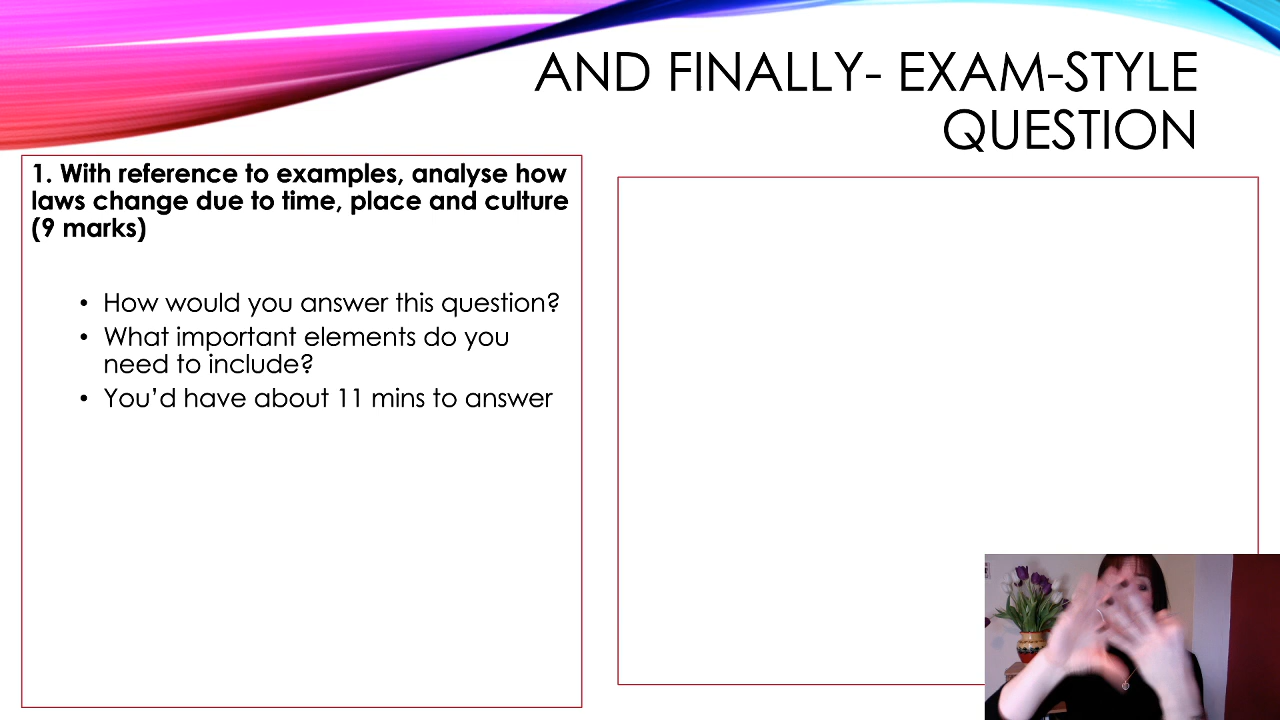 AND FINALLY- EXAM-STYLE
QUESTION
1. With reference to examples, analyse how
laws change due to time, place and culture
(9 marks)
• How would you answer this question?
• What important elements do you
need to include?
• You’d have about 11 mins to answer